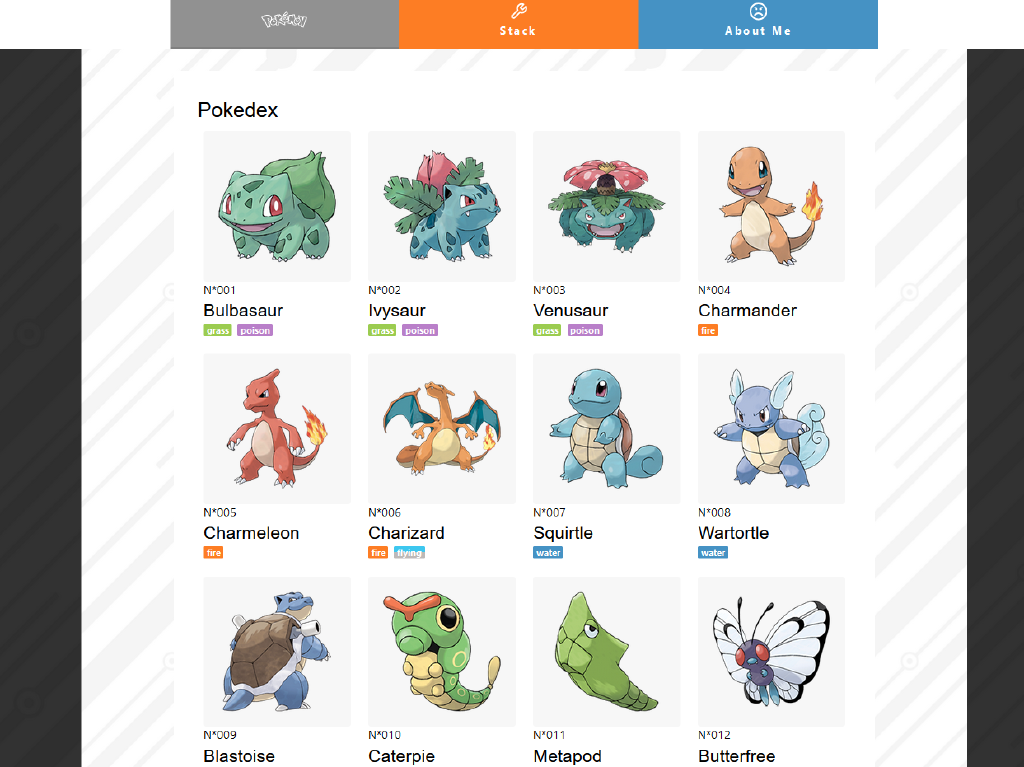 Pokémon
Stack
About Me
Pokedex
N°001
Bulbasaur
grass poison
N°002
Ivysaur
grass poison
N°003
Venusaur
grass poison
N°004
Charmander
fire
N°005
Charmeleon
fire
N°006
Charizard
fire flying
N°007
Squirtle
water
N°008
Wartortle
water
N°009
Blastoise
N°010
Caterpie
N°011
Metapod
N°012
Butterfree